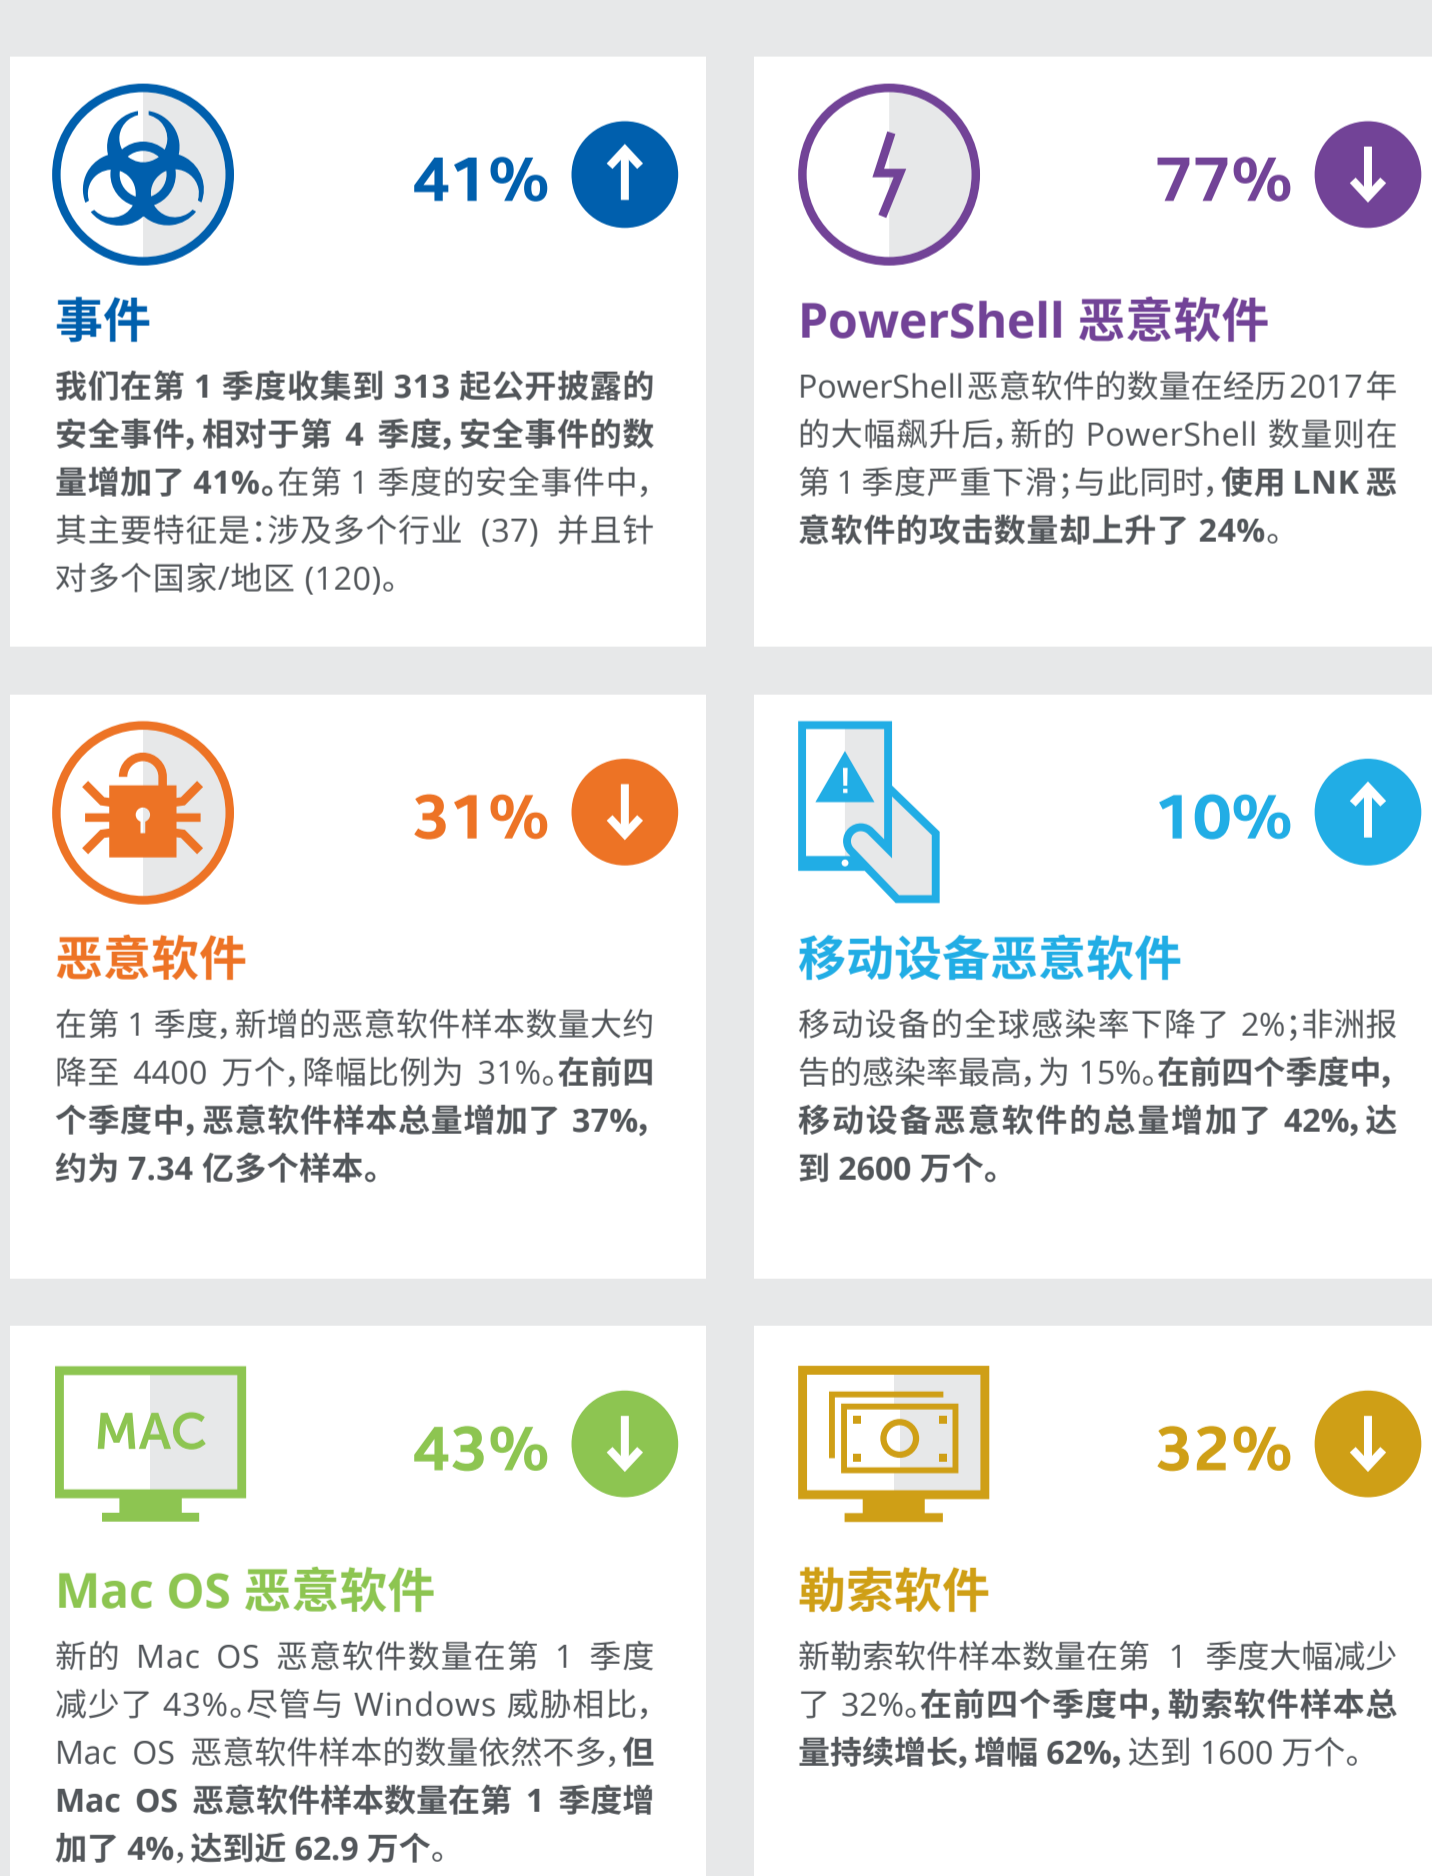 41%
事件
我们在第 1 季度收集到 313 起公开披露的
安全事件，相对于第 4 季度，安全事件的数
量增加了 41%。在第 1 季度的安全事件中，
其主要特征是：涉及多个行业 (37) 并且针
对多个国家/地区 (120)。
77%
PowerShell 恶意软件
PowerShell恶意软件的数量在经历2017年
的大幅飙升后，新的 PowerShell 数量则在
第 1 季度严重下滑；与此同时，使用 LNK 恶
意软件的攻击数量却上升了 24%。
31%
恶意软件
在第 1 季度，新增的恶意软件样本数量大约
降至 4400 万个，降幅比例为 31%。在前四
个季度中，恶意软件样本总量增加了 37%，
约为 7.34 亿多个样本。
10%
移动设备恶意软件
移动设备的全球感染率下降了 2%；非洲报
告的感染率最高，为 15%。在前四个季度中，
移动设备恶意软件的总量增加了 42%，达
到 2600 万个。
MAC
43%
Mac OS 恶意软件
新的 Mac OS 恶意软件数量在第 1 季度
减少了 43%。尽管与 Windows 威胁相比，
Mac OS 恶意软件样本的数量依然不多，但
Mac OS 恶意软件样本数量在第 1 季度增
加了 4%，达到近 62.9 万个。
32%
勒索软件
新勒索软件样本数量在第 1 季度大幅减少
了 32%。在前四个季度中，勒索软件样本总
量持续增长，增幅 62%，达到 1600 万个。